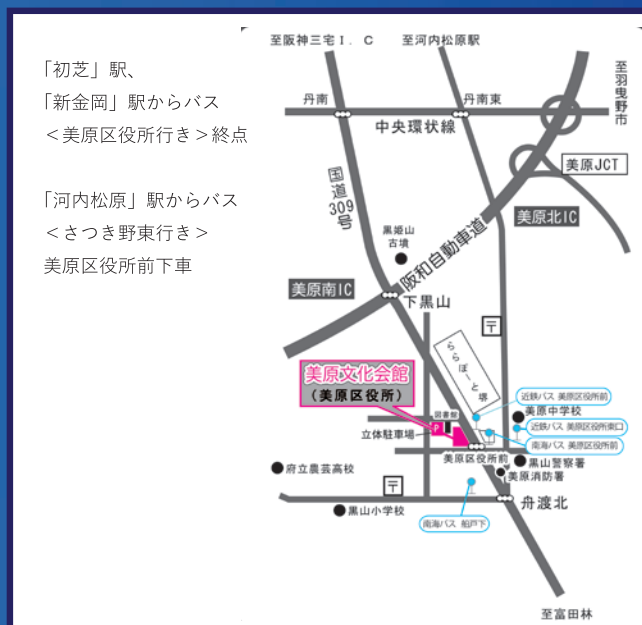 「初芝」駅、
「新金岡」駅からバス
＜美原区役所行き＞終点
「河内松原」駅からバス
＜さつき野東行き＞
美原区役所前下車
至阪神三宅Ｉ．Ｃ
至河内松原駅
至羽曳野市
丹南
丹南東
中央環状線
美原JCT
国道309号
美原北IC
黒姫山
古墳
阪和自動車道
美原南IC
下黒山
〒
ららぽーと堺
美原文化会館
（美原区役所）
近鉄バス 美原区役所前
図書館
美原中学校
P
近鉄バス 美原区役所東口
立体駐車場
南海バス 美原区役所前
美原区役所前
黒山警察署
府立農芸高校
美原消防署
〒
舟渡北
黒山小学校
南海バス 船戸下
至富田林